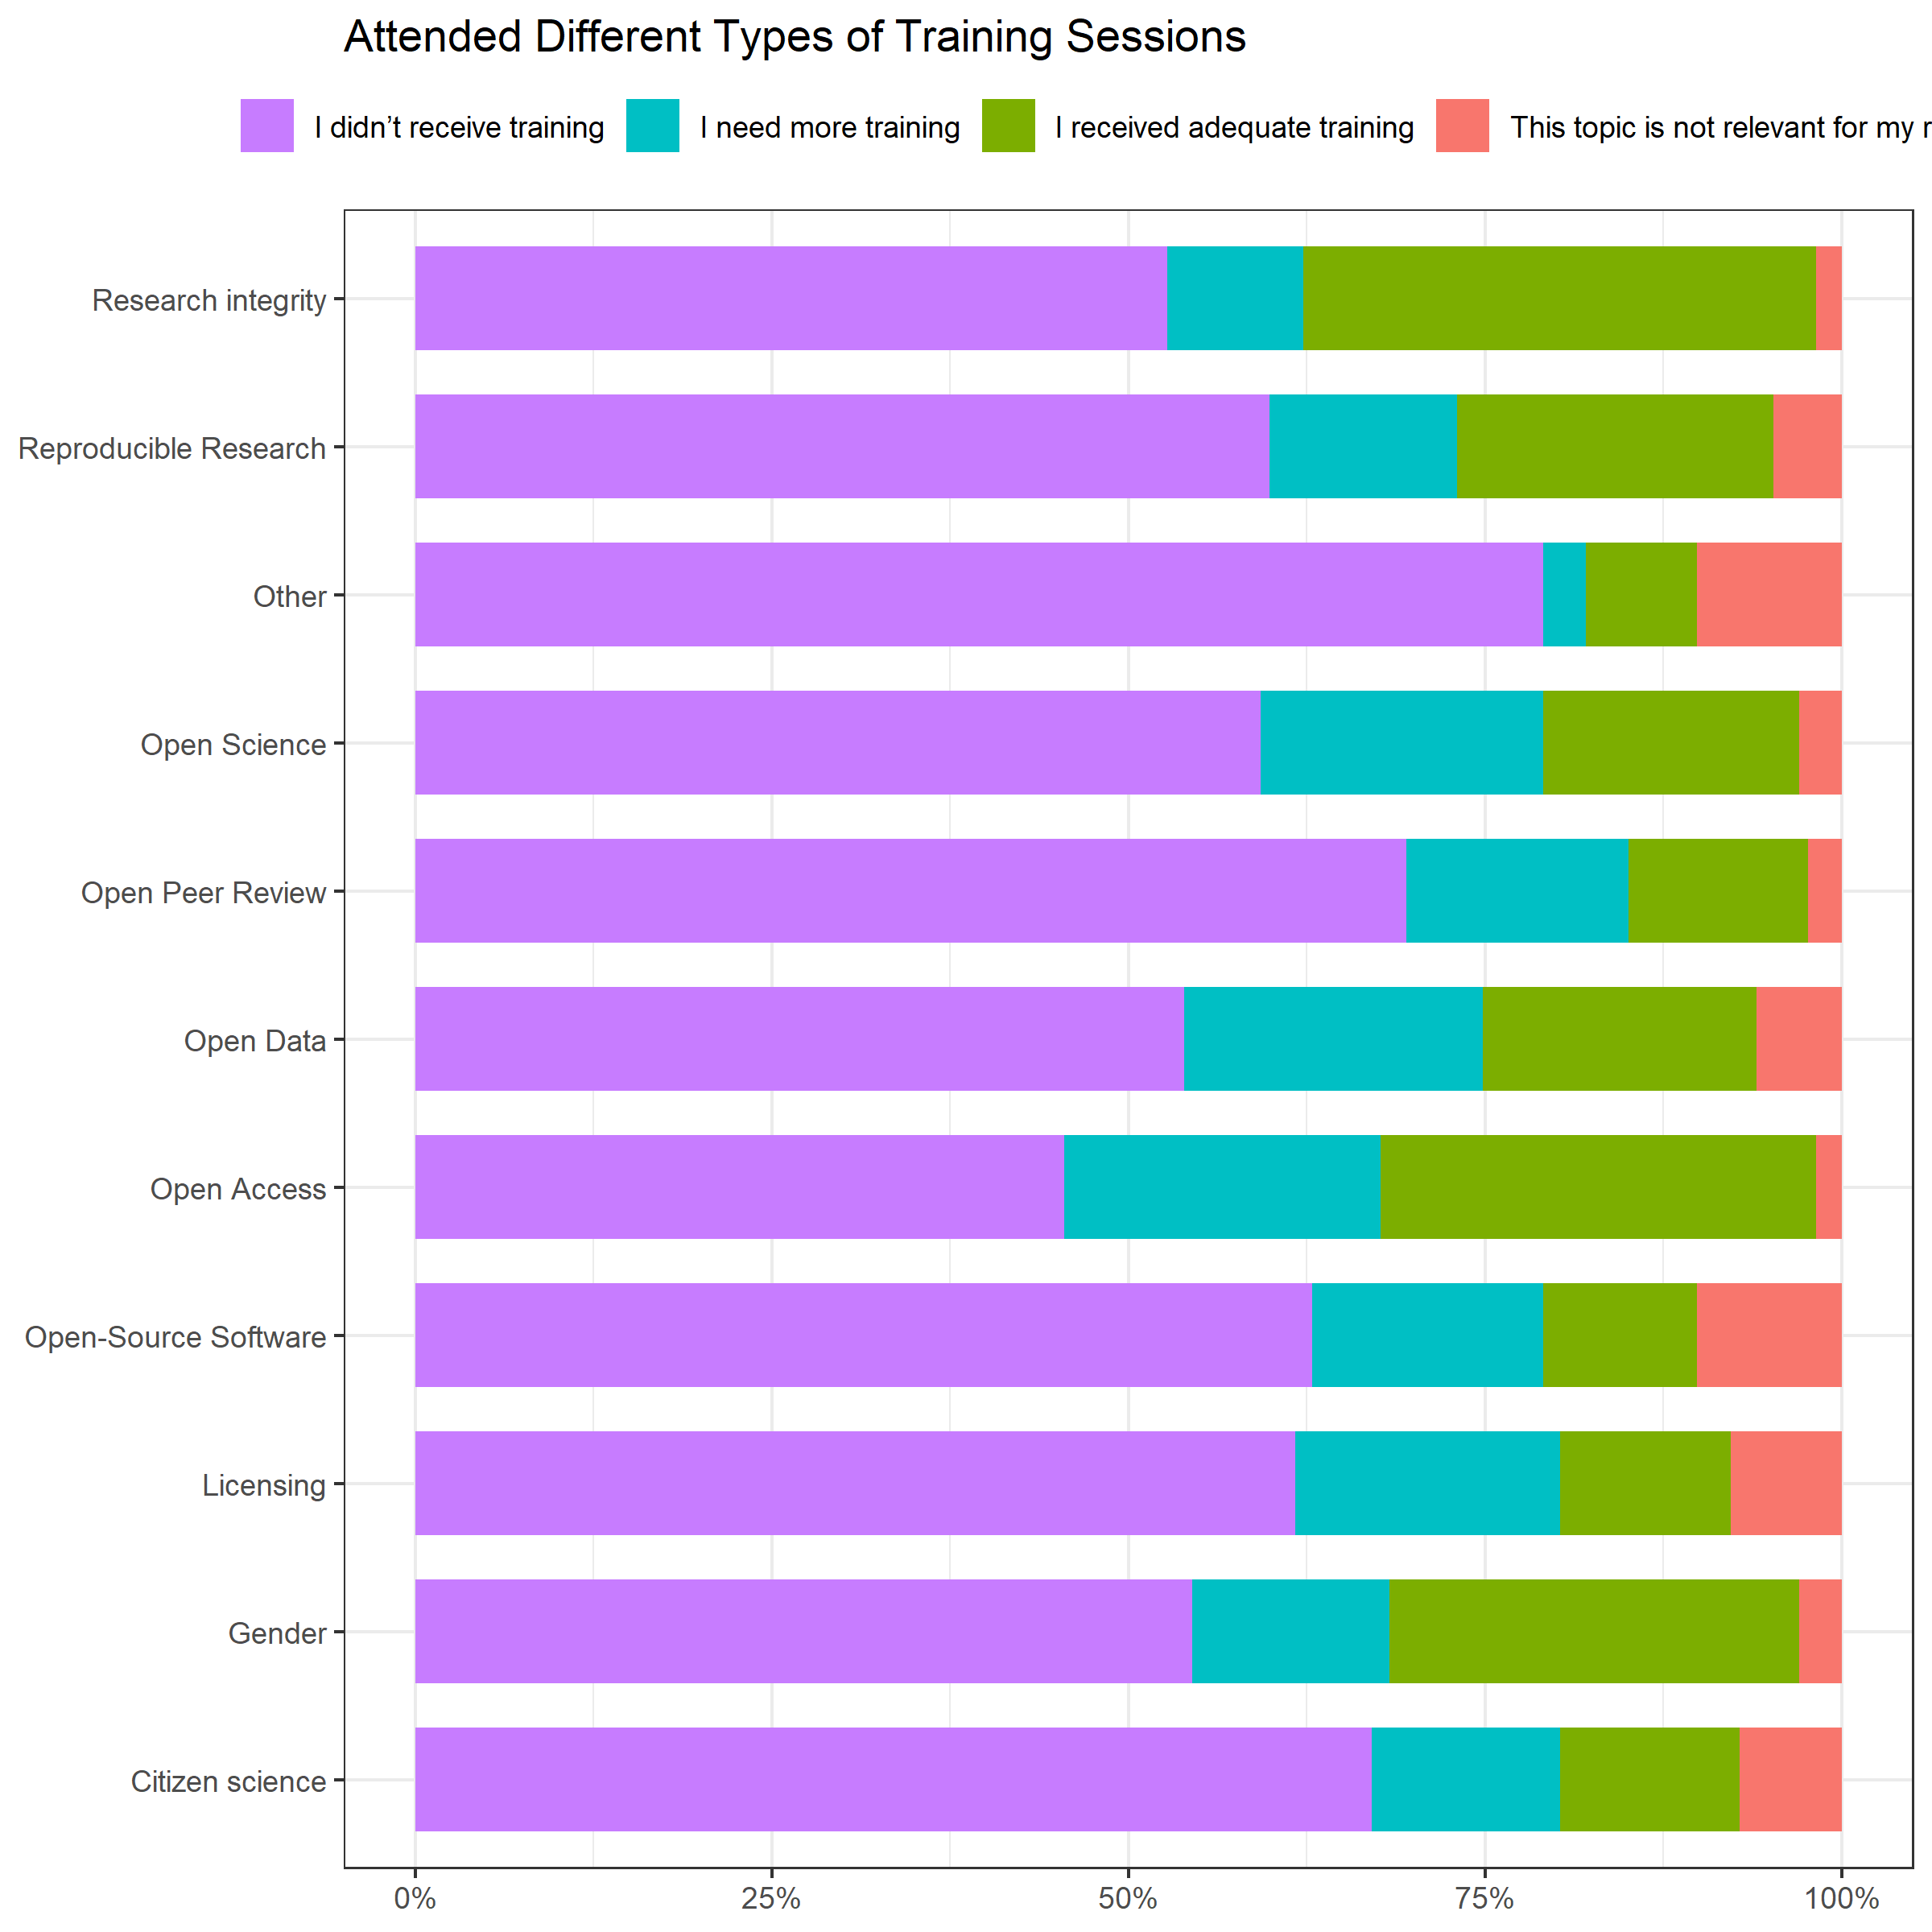 Attended Different Types of Training Sessions
I didn’t receive training I need more training I received adequate training This topic is not relevant for my r
Research integrity
Reproducible Research
Other
Open Science
Open Peer Review
Open Data
Open Access
Open-Source Software
Licensing
Gender
Citizen science
0% 25% 50% 75% 100%